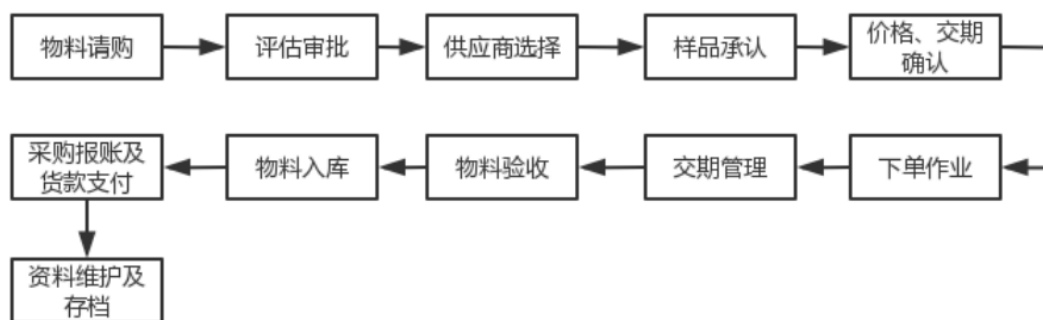 物料请购
评估审批
供应商选择
样品承认
价格、交期
确认
采购报账及
货款支付
物料入库
物料验收
交期管理
下单作业
资料维护及
存档